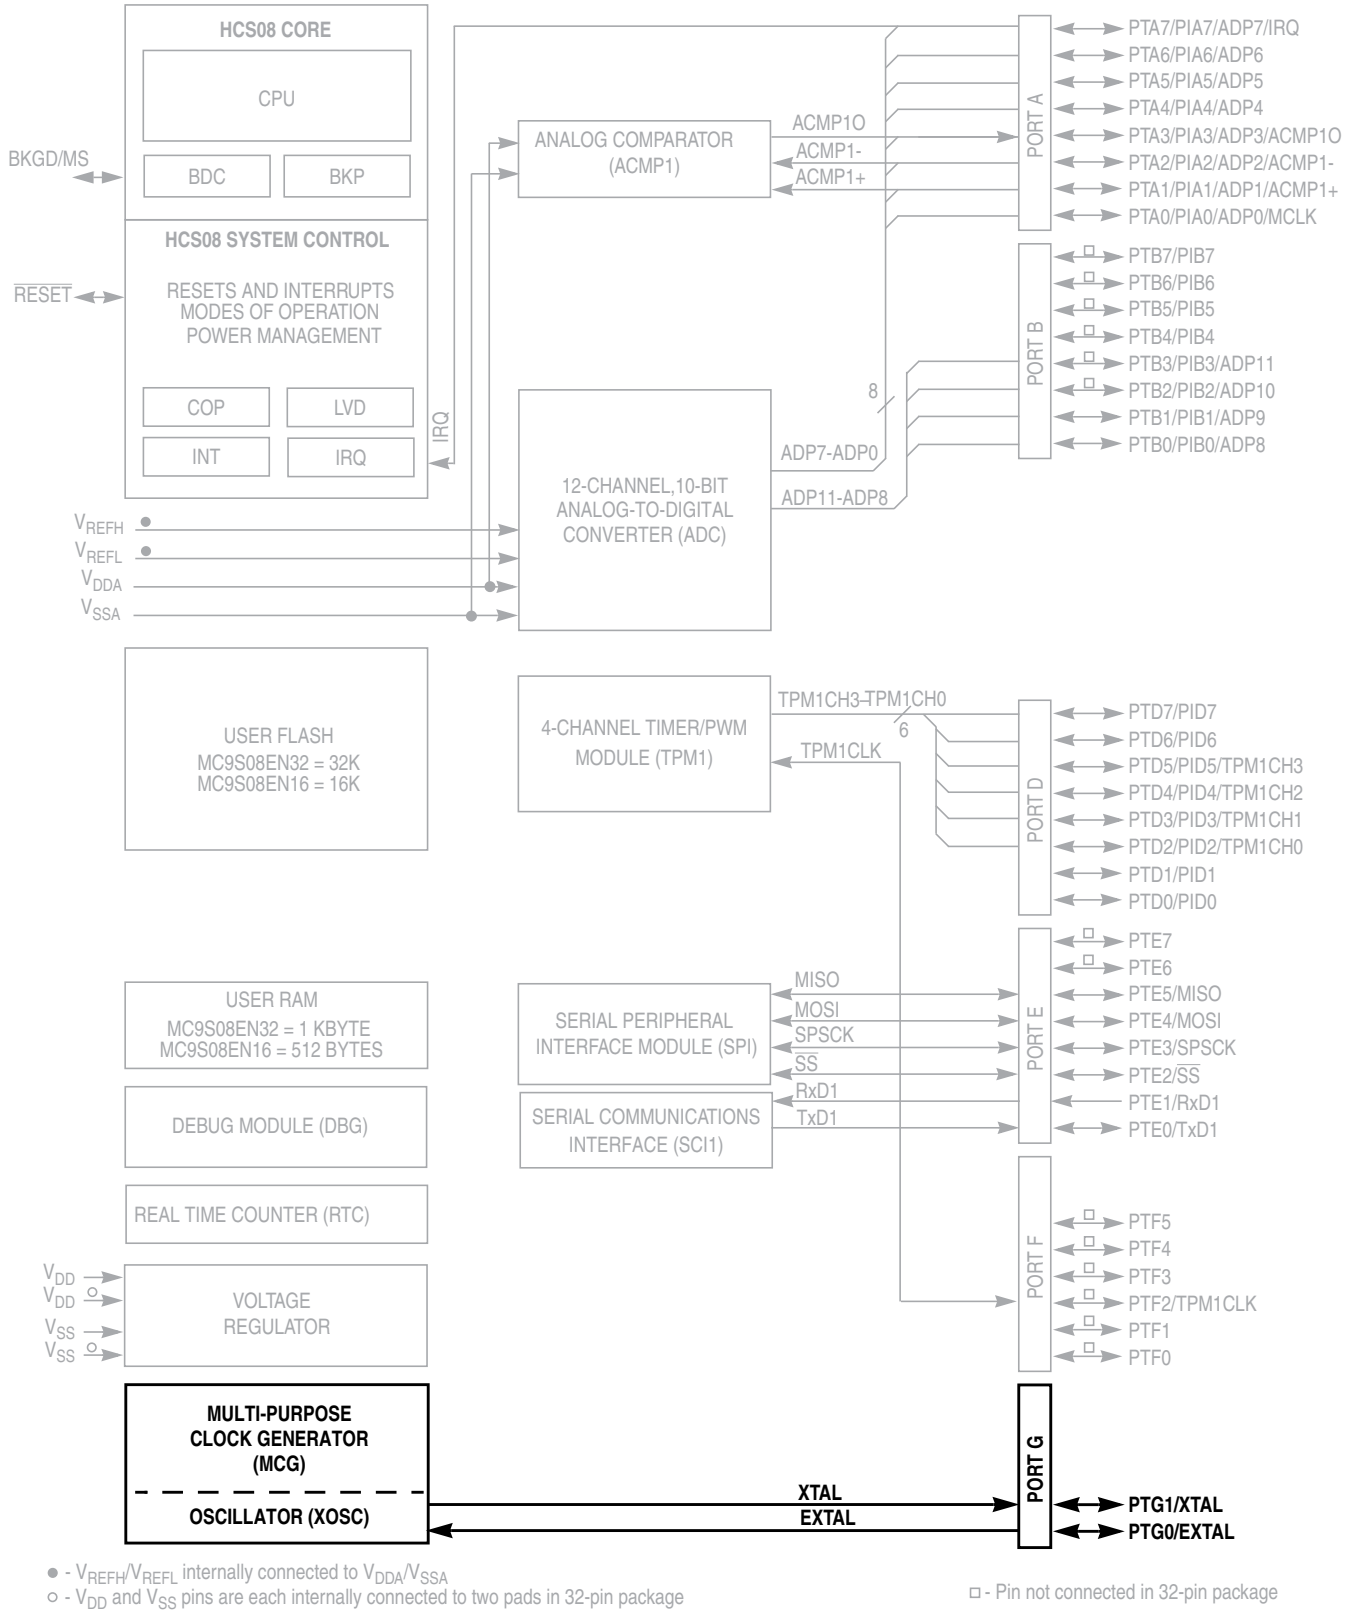 HCS08 CORE
CPU
BKGD/MS
BDC
BKP
HCS08 SYSTEM CONTROL
RESET
RESETS AND INTERRUPTS
MODES OF OPERATION
POWER MANAGEMENT
COP
LVD
INT
IRQ
IRQ
VREFH
VREFL
VDDA
VSSA
ANALOG COMPARATOR
(ACMP1)
ACMP1O
ACMP1-
ACMP1+
12-CHANNEL,10-BIT
ANALOG-TO-DIGITAL
CONVERTER (ADC)
8
ADP7-ADP0
ADP11-ADP8
PORT A
PTA7/PIA7/ADP7/IRQ
PTA6/PIA6/ADP6
PTA5/PIA5/ADP5
PTA4/PIA4/ADP4
PTA3/PIA3/ADP3/ACMP1O
PTA2/PIA2/ADP2/ACMP1-
PTA1/PIA1/ADP1/ACMP1+
PTA0/PIA0/ADP0/MCLK
PORT B
PTB7/PIB7
PTB6/PIB6
PTB5/PIB5
PTB4/PIB4
PTB3/PIB3/ADP11
PTB2/PIB2/ADP10
PTB1/PIB1/ADP9
PTB0/PIB0/ADP8
USER FLASH
MC9S08EN32 = 32K
MC9S08EN16 = 16K
4-CHANNEL TIMER/PWM
MODULE (TPM1)
TPM1CH3-TPM1CH0
6
TPM1CLK
PORT D
PTD7/PID7
PTD6/PID6
PTD5/PID5/TPM1CH3
PTD4/PID4/TPM1CH2
PTD3/PID3/TPM1CH1
PTD2/PID2/TPM1CH0
PTD1/PID1
PTD0/PID0
USER RAM
MC9S08EN32 = 1 KBYTE
MC9S08EN16 = 512 BYTES
DEBUG MODULE (DBG)
REAL TIME COUNTER (RTC)
SERIAL PERIPHERAL
INTERFACE MODULE (SPI)
MISO
MOSI
SPSCK
SS
SERIAL COMMUNICATIONS
INTERFACE (SCI1)
RxD1
TxD1
PORT E
PTE7
PTE6
PTE5/MISO
PTE4/MOSI
PTE3/SPSCK
PTE2/SS
PTE1/RxD1
PTE0/TxD1
VDD
VDD
VSS
VSS
VOLTAGE
REGULATOR
PORT F
PTF5
PTF4
PTF3
PTF2/TPM1CLK
PTF1
PTF0
MULTI-PURPOSE
CLOCK GENERATOR
(MCG)
OSCILLATOR (XOSC)
XTAL
EXTAL
PORT G
PTG1/XTAL
PTG0/EXTAL
● - VREFH/VREFL internally connected to VDDA/VSSA
○ - VDD and VSS pins are each internally connected to two pads in 32-pin package
□ - Pin not connected in 32-pin package